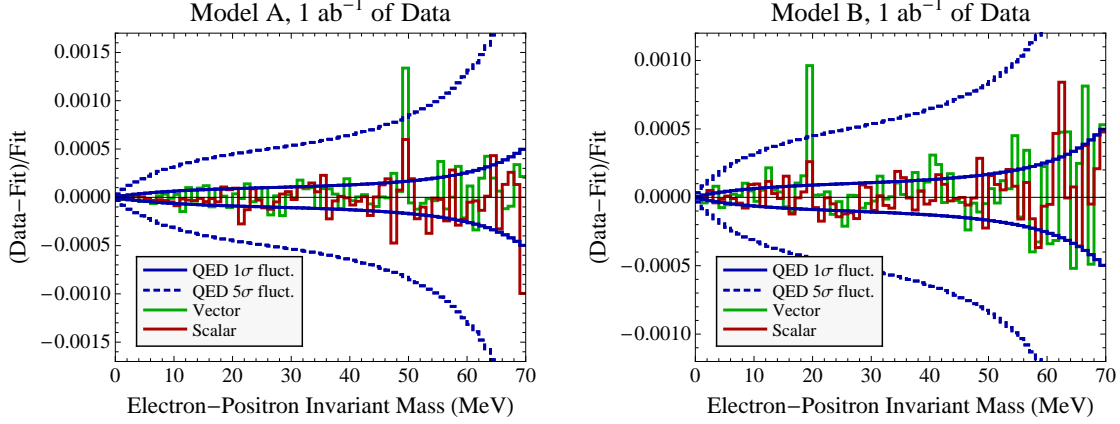 Model A, 1 ab⁻¹ of Data
(Data−Fit)/Fit
0.0015
0.0010
0.0005
0.0000
−0.0005
−0.0010
−0.0015
QED 1σ fluct.
QED 5σ fluct.
Vector
Scalar
0 10 20 30 40 50 60 70
Electron−Positron Invariant Mass (MeV)
Model B, 1 ab⁻¹ of Data
(Data−Fit)/Fit
0.0010
0.0005
0.0000
−0.0005
−0.0010
QED 1σ fluct.
QED 5σ fluct.
Vector
Scalar
0 10 20 30 40 50 60 70
Electron−Positron Invariant Mass (MeV)